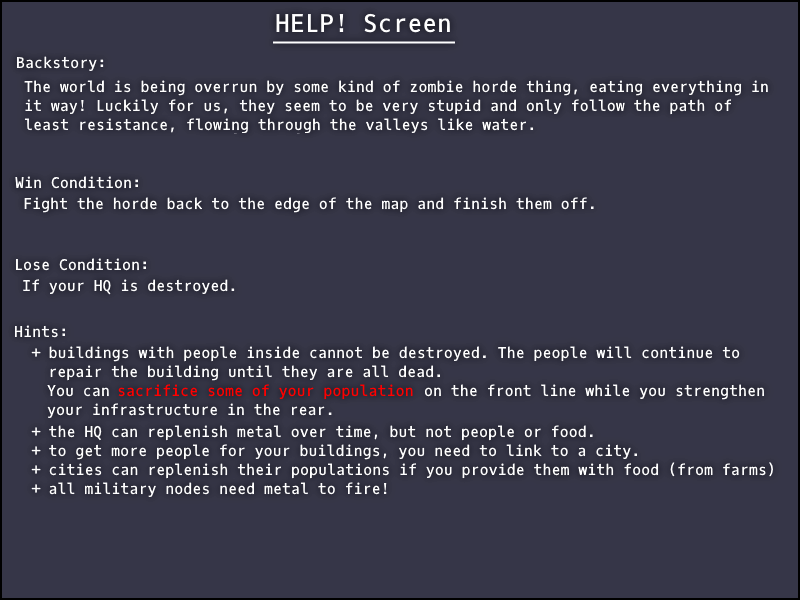 HELP! Screen
Backstory:
The world is being overrun by some kind of zombie horde thing, eating everything in
it way! Luckily for us, they seem to be very stupid and only follow the path of
least resistance, flowing through the valleys like water.
Win Condition:
Fight the horde back to the edge of the map and finish them off.
Lose Condition:
If your HQ is destroyed.
Hints:
+ buildings with people inside cannot be destroyed. The people will continue to
repair the building until they are all dead.
You can sacrifice some of your population on the front line while you strengthen
your infrastructure in the rear.
+ the HQ can replenish metal over time, but not people or food.
+ to get more people for your buildings, you need to link to a city.
+ cities can replenish their populations if you provide them with food (from farms)
+ all military nodes need metal to fire!